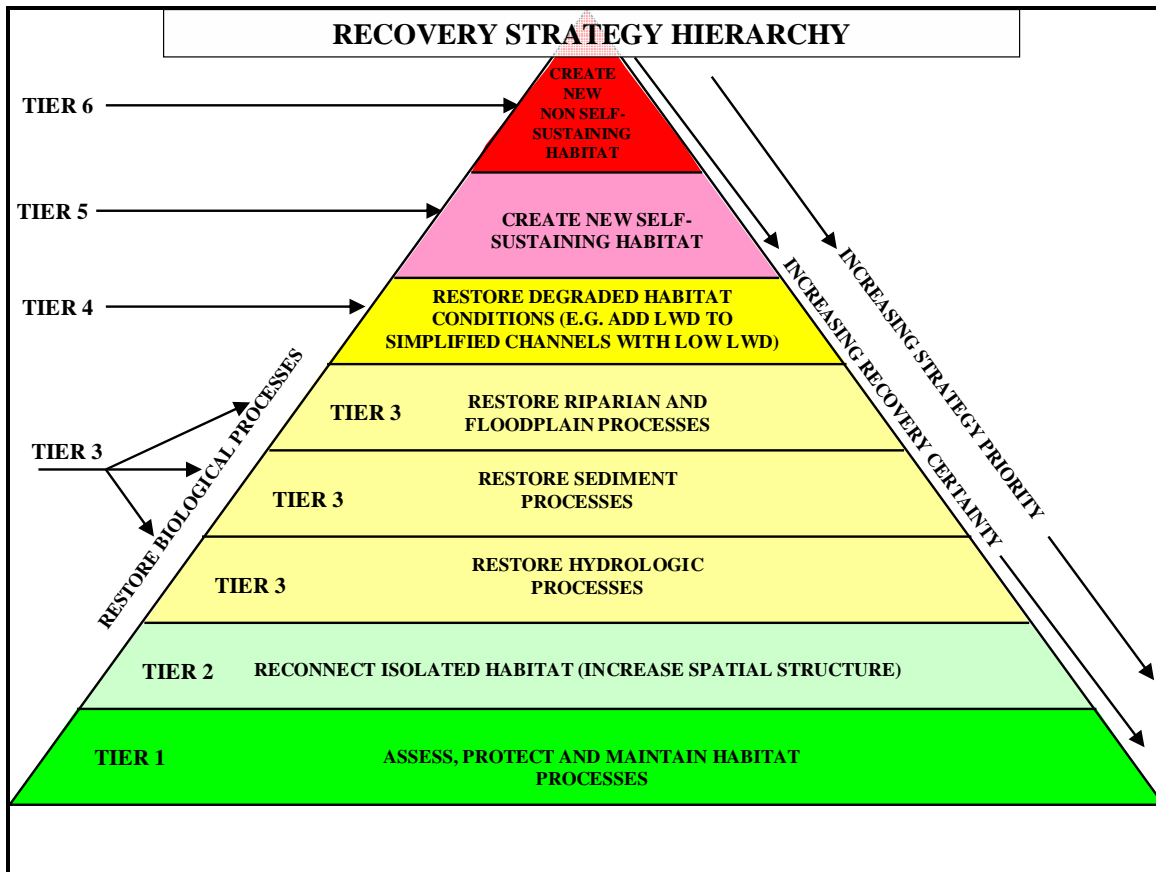 RECOVERY STRATEGY HIERARCHY
TIER 6
CREATE
NEW
NON SELF-
SUSTAINING
HABITAT
TIER 5
CREATE NEW SELF-
SUSTAINING HABITAT
TIER 4
RESTORE DEGRADED HABITAT
CONDITIONS (E.G. ADD LWD TO
SIMPLIFIED CHANNELS WITH LOW LWD)
TIER 3
RESTORE BIOLOGICAL PROCESSES
TIER 3
RESTORE RIPARIAN AND
FLOODPLAIN PROCESSES
TIER 3
RESTORE SEDIMENT
PROCESSES
TIER 3
RESTORE HYDROLOGIC
PROCESSES
TIER 2
RECONNECT ISOLATED HABITAT (INCREASE SPATIAL STRUCTURE)
TIER 1
ASSESS, PROTECT AND MAINTAIN HABITAT
PROCESSES
INCREASING RECOVERY CERTAINTY
INCREASING STRATEGY PRIORITY